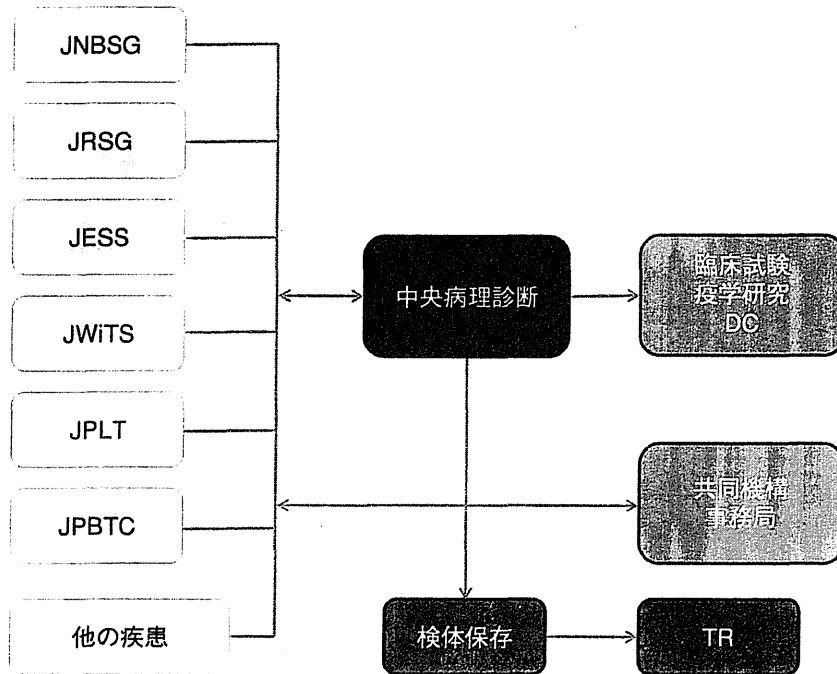 JNBSG
JRSG
JESS
JWiTS
JPLT
JPBTC
他の疾患
中央病理診断
臨床試験
疫学研究
DC
共同機構
事務局
検体保存
TR